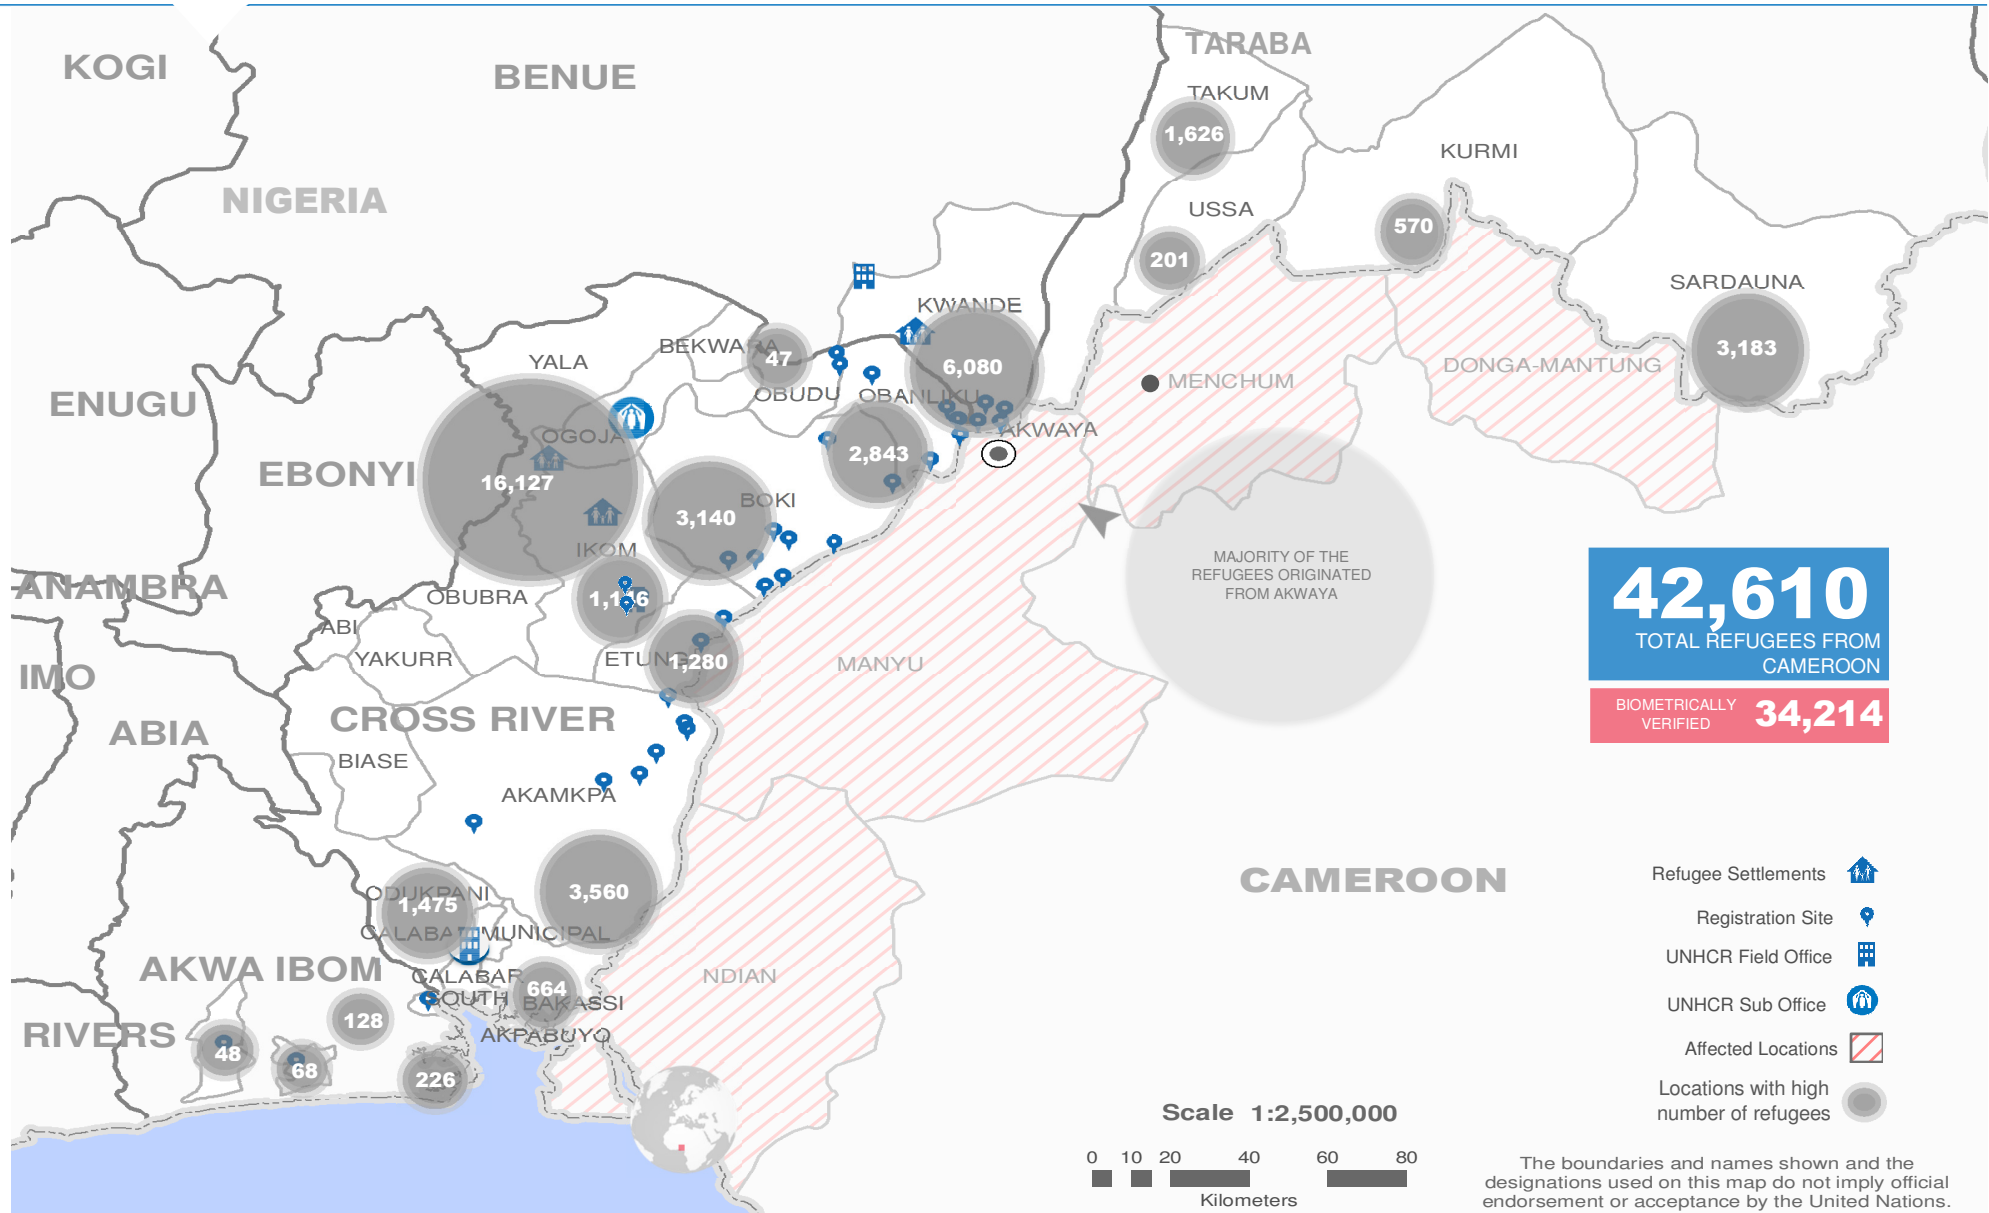 KOGI
BENUE
TARABA
TAKUM
1,626
KURMI
NIGERIA
USSA
570
201
SARDAUNA
KWANDE
3,183
YALA
BEKWARA
47
6,080
DONGA-MANTUNG
MENCHUM
ENUGU
OBUDU
OBANLIKU
OGOJA
AKWAYA
2,843
EBONYI
16,127
BOKI
3,140
IKOM
MAJORITY OF THE
REFUGEES ORIGINATED
FROM AKWAYA
42,610
TOTAL REFUGEES FROM
CAMEROON
BIOMETRICALLY
VERIFIED
34,214
ANAMBRA
OBUBRA
ABI
YAKURR
ETUNG
1,280
MANYU
IMO
CROSS RIVER
ABIA
BIASE
AKAMKPA
CAMEROON
Refugee Settlements
Registration Site
UNHCR Field Office
UNHCR Sub Office
Affected Locations
Locations with high
number of refugees
ODUKPANI
1,475
3,560
CALABAR MUNICIPAL
AKWA IBOM
CALABAR
SOUTH
664
BAKASSI
NDIAN
AKPABUYO
RIVERS
128
48
68
226
Scale 1:2,500,000
0 10 20 40 60 80
Kilometers
The boundaries and names shown and the
designations used on this map do not imply official
endorsement or acceptance by the United Nations.